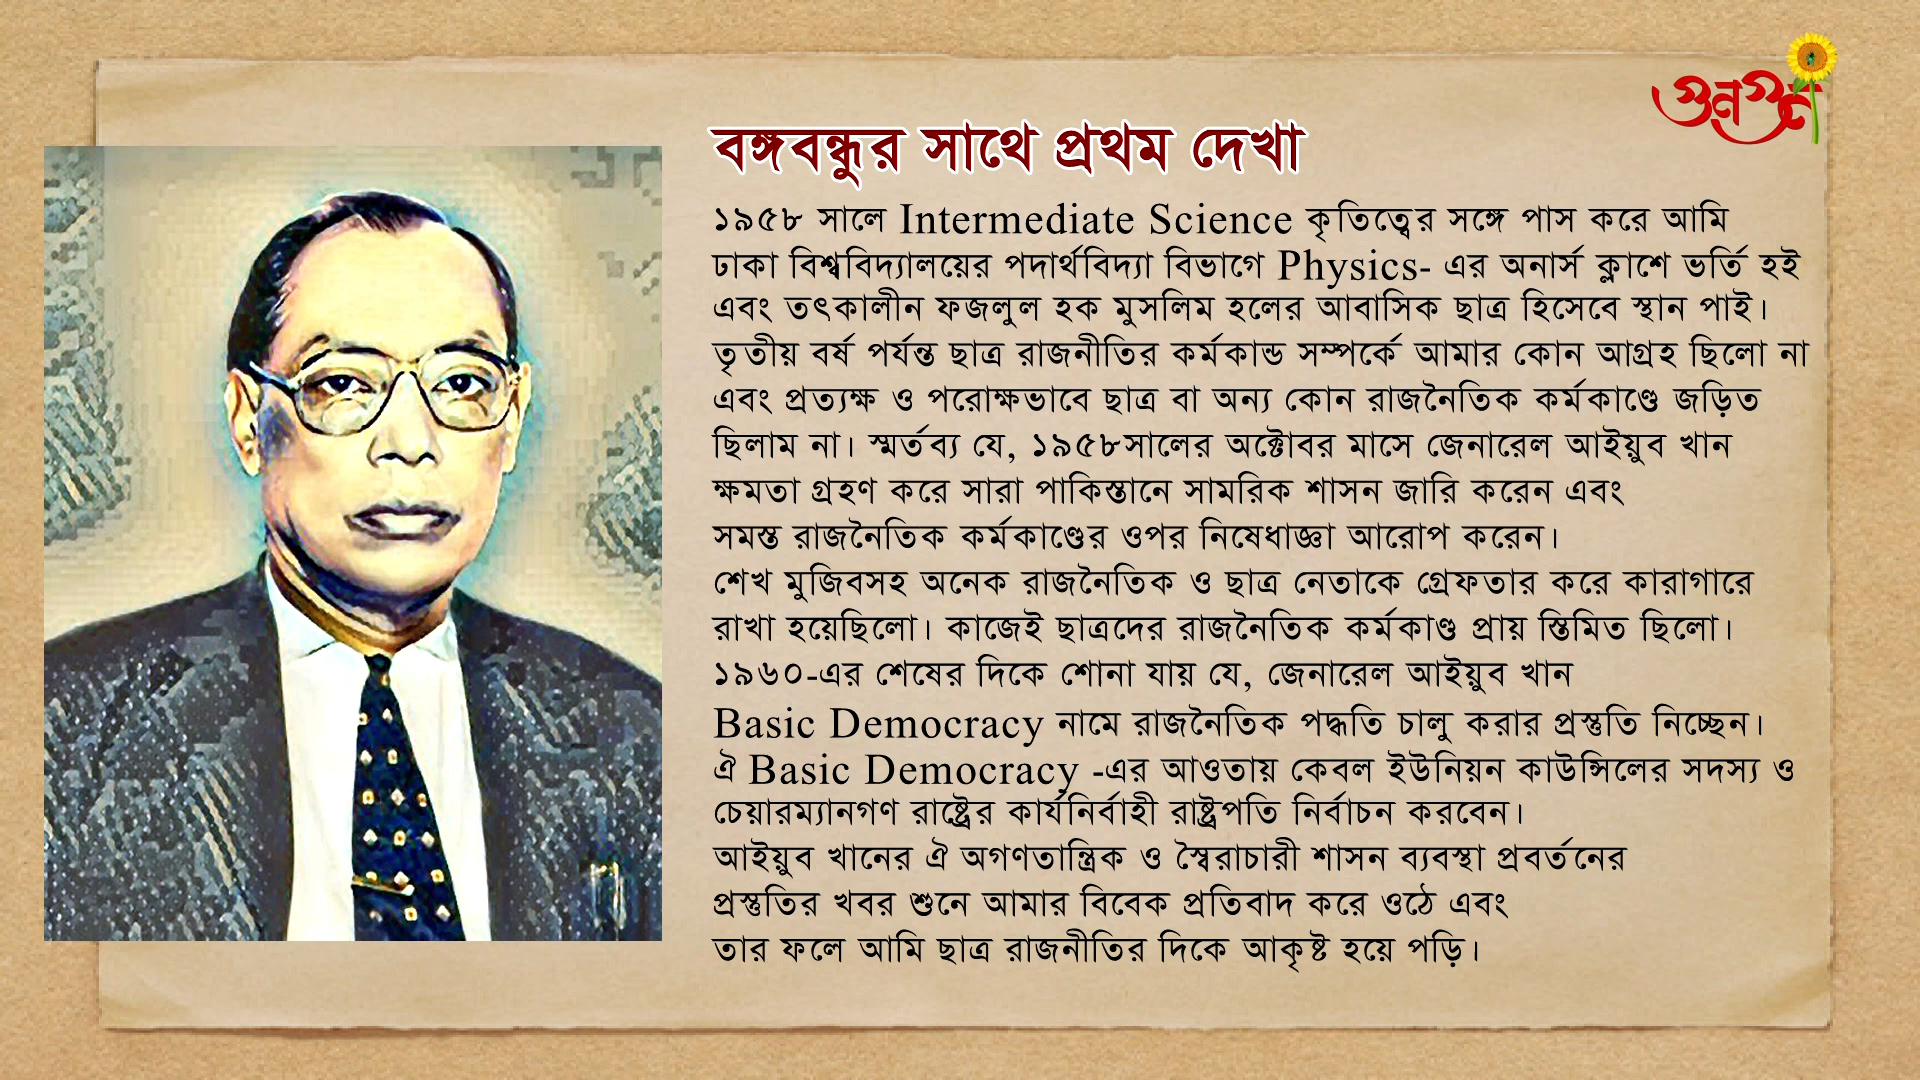 গুনগুন
বঙ্গবন্ধুর সাথে প্রথম দেখা
১৯৫৮ সালে Intermediate Science কৃতিত্বের সঙ্গে পাস করে আমি
ঢাকা বিশ্ববিদ্যালয়ের পদার্থবিদ্যা বিভাগে Physics- এর অনার্স ক্লাশে ভর্তি হই
এবং তৎকালীন ফজলুল হক মুসলিম হলের আবাসিক ছাত্র হিসেবে স্থান পাই।
তৃতীয় বর্ষ পর্যন্ত ছাত্র রাজনীতির কর্মকান্ড সম্পর্কে আমার কোন আগ্রহ ছিলো না
এবং প্রত্যক্ষ ও পরোক্ষভাবে ছাত্র বা অন্য কোন রাজনৈতিক কর্মকাণ্ডে জড়িত
ছিলাম না। স্মর্তব্য যে, ১৯৫৮সালের অক্টোবর মাসে জেনারেল আইয়ুব খান
ক্ষমতা গ্রহণ করে সারা পাকিস্তানে সামরিক শাসন জারি করেন এবং
সমস্ত রাজনৈতিক কর্মকাণ্ডের ওপর নিষেধাজ্ঞা আরোপ করেন।
শেখ মুজিবসহ অনেক রাজনৈতিক ও ছাত্র নেতাকে গ্রেফতার করে কারাগারে
রাখা হয়েছিলো। কাজেই ছাত্রদের রাজনৈতিক কর্মকাণ্ড প্রায় স্তিমিত ছিলো।
১৯৬০-এর শেষের দিকে শোনা যায় যে, জেনারেল আইয়ুব খান
Basic Democracy নামে রাজনৈতিক পদ্ধতি চালু করার প্রস্তুতি নিচ্ছেন।
ঐ Basic Democracy -এর আওতায় কেবল ইউনিয়ন কাউন্সিলের সদস্য ও
চেয়ারম্যানগণ রাষ্ট্রের কার্যনির্বাহী রাষ্ট্রপতি নির্বাচন করবেন।
আইয়ুব খানের ঐ অগণতান্ত্রিক ও স্বৈরাচারী শাসন ব্যবস্থা প্রবর্তনের
প্রস্তুতির খবর শুনে আমার বিবেক প্রতিবাদ করে ওঠে এবং
তার ফলে আমি ছাত্র রাজনীতির দিকে আকৃষ্ট হয়ে পড়ি।